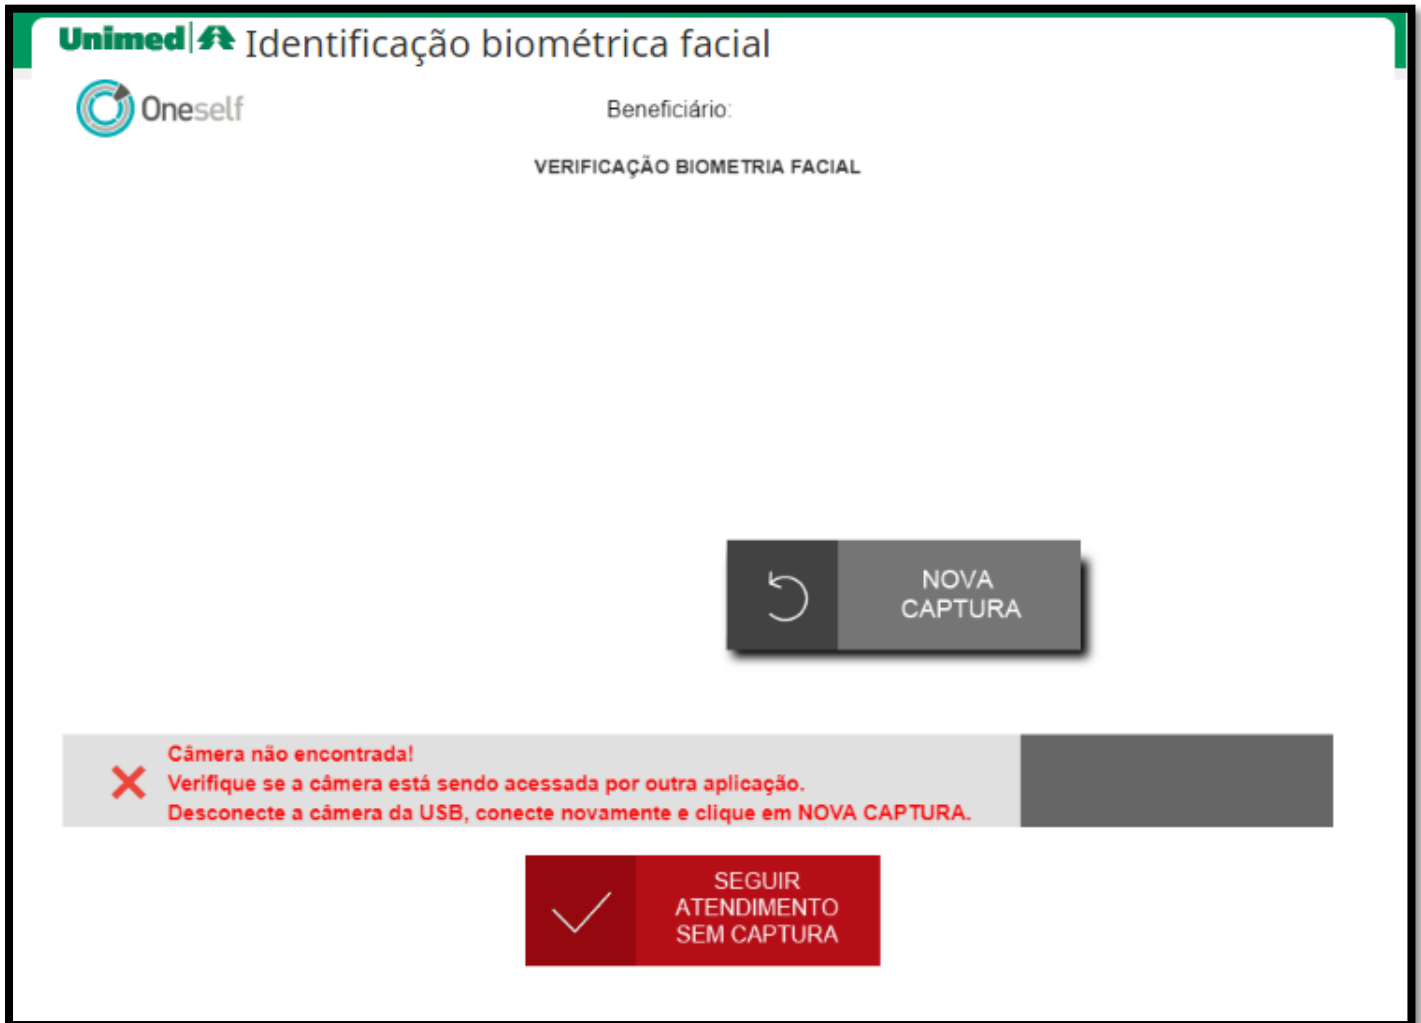 Unimed Identificação biométrica facial
Oneself
Beneficiário:
VERIFICAÇÃO BIOMETRIA FACIAL
NOVA
CAPTURA
Câmera não encontrada!
Verifique se a câmera está sendo acessada por outra aplicação.
Desconecte a câmera da USB, conecte novamente e clique em NOVA CAPTURA.
SEGUIR
ATENDIMENTO
SEM CAPTURA